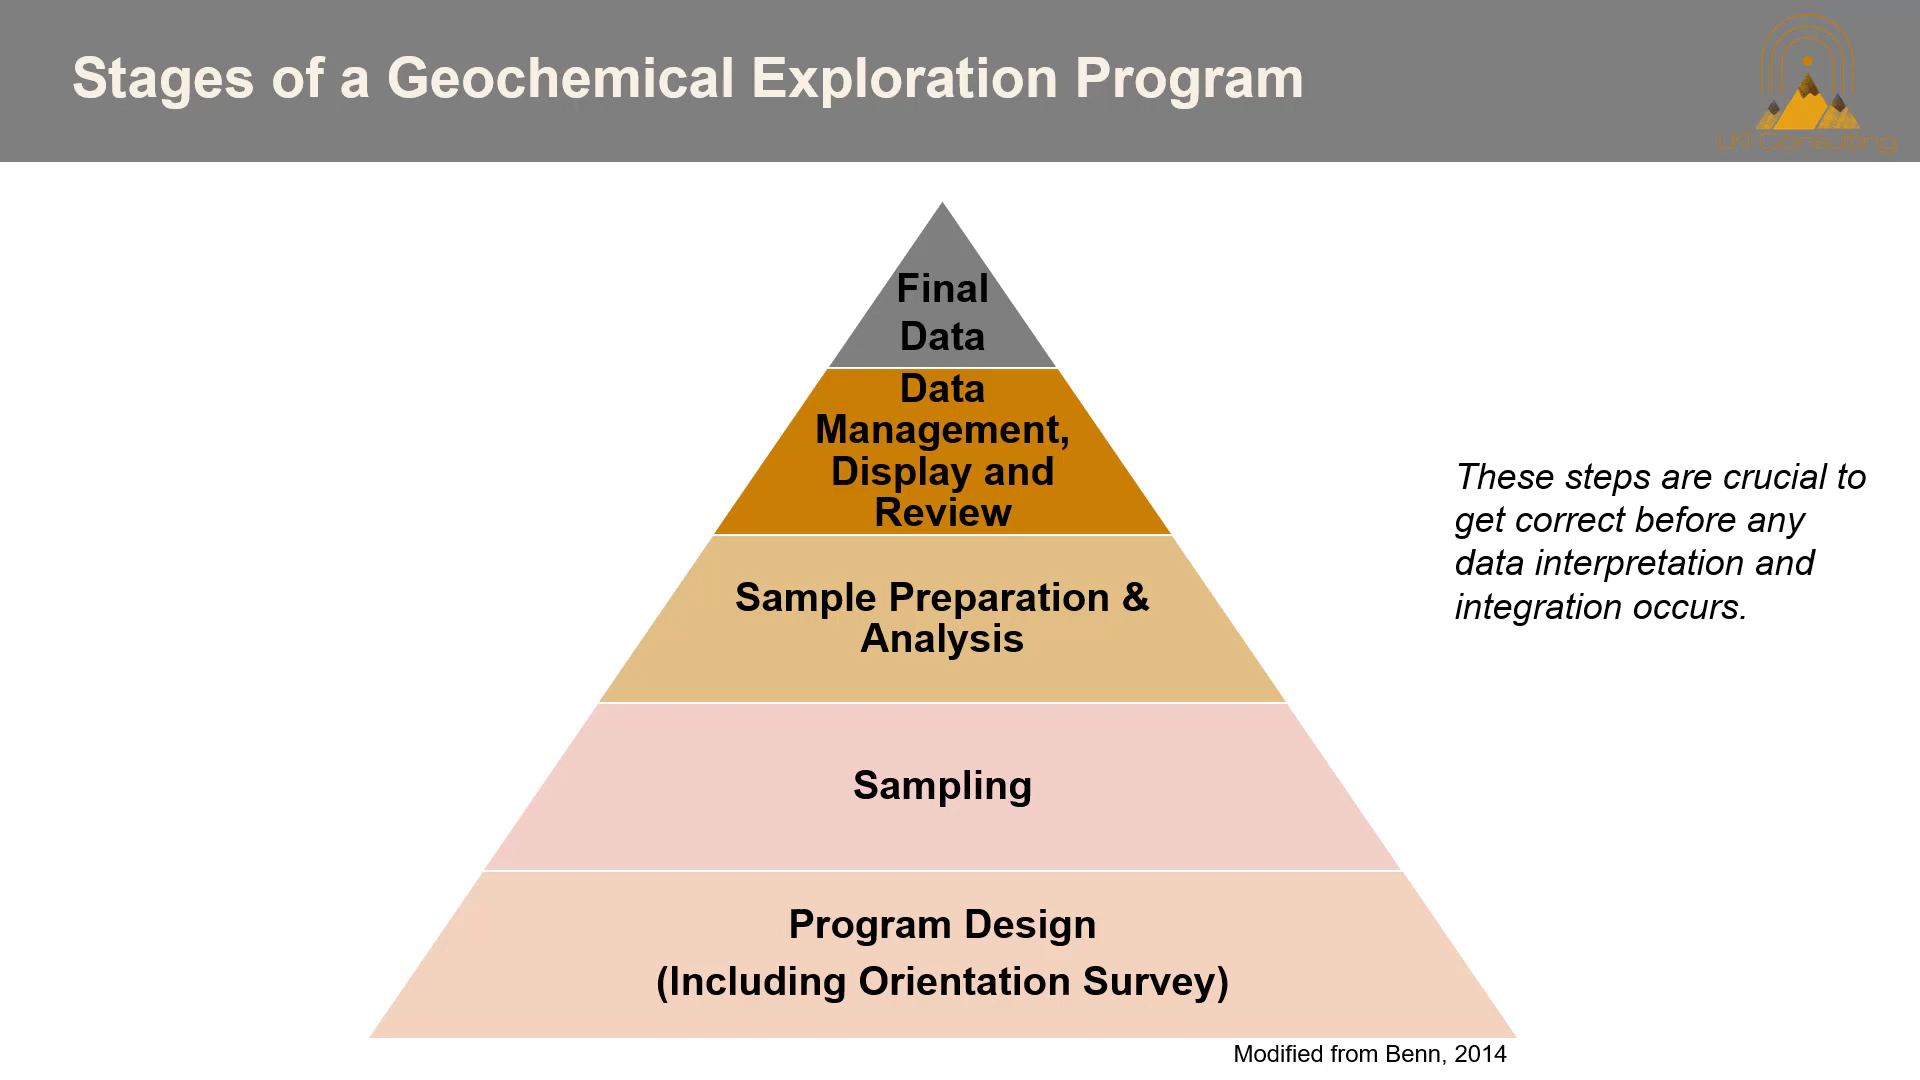 Stages of a Geochemical Exploration Program
LKI Consulting
Final
Data
Data
Management,
Display and
Review
Sample Preparation &
Analysis
Sampling
Program Design
(Including Orientation Survey)
These steps are crucial to
get correct before any
data interpretation and
integration occurs.
Modified from Benn, 2014